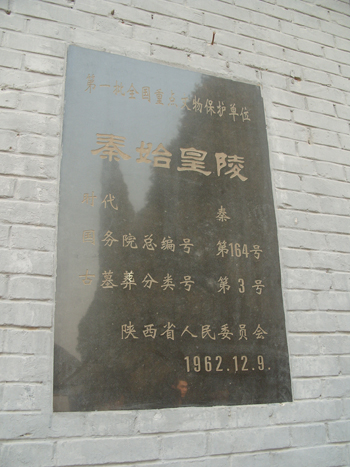 第一批全国重点文物保护单位
秦始皇陵
时代 秦
国务院总编号 第164号
古墓葬分类号 第3号
陕西省人民委员会
1962.12.9.